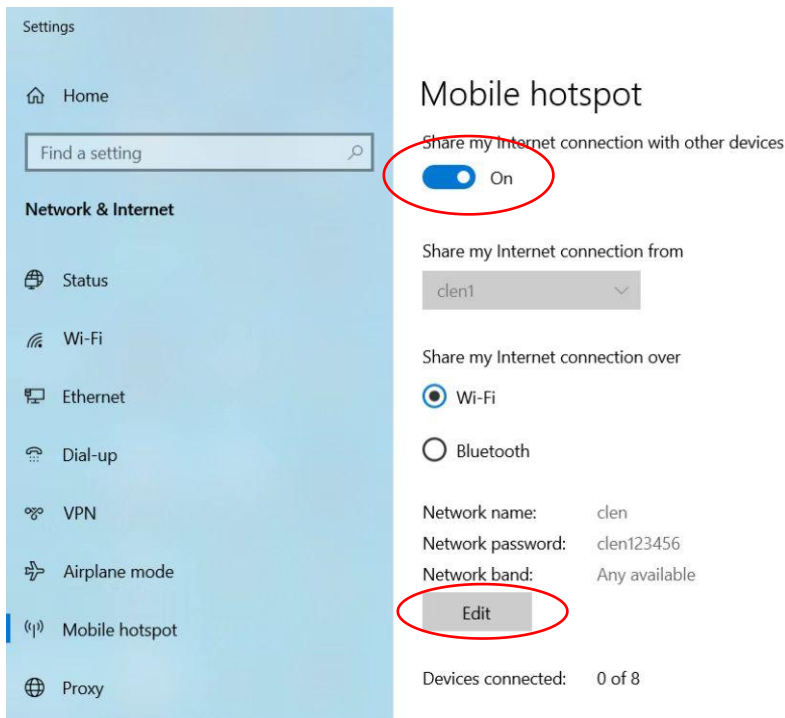 Settings
Home
Find a setting
Network & Internet
Status
Wi-Fi
Ethernet
Dial-up
VPN
Airplane mode
Mobile hotspot
Proxy
Mobile hotspot
Share my Internet connection with other devices
On
Share my Internet connection from
clen1
Share my Internet connection over
Wi-Fi
Bluetooth
Network name: clen
Network password: clen123456
Network band: Any available
Edit
Devices connected: 0 of 8